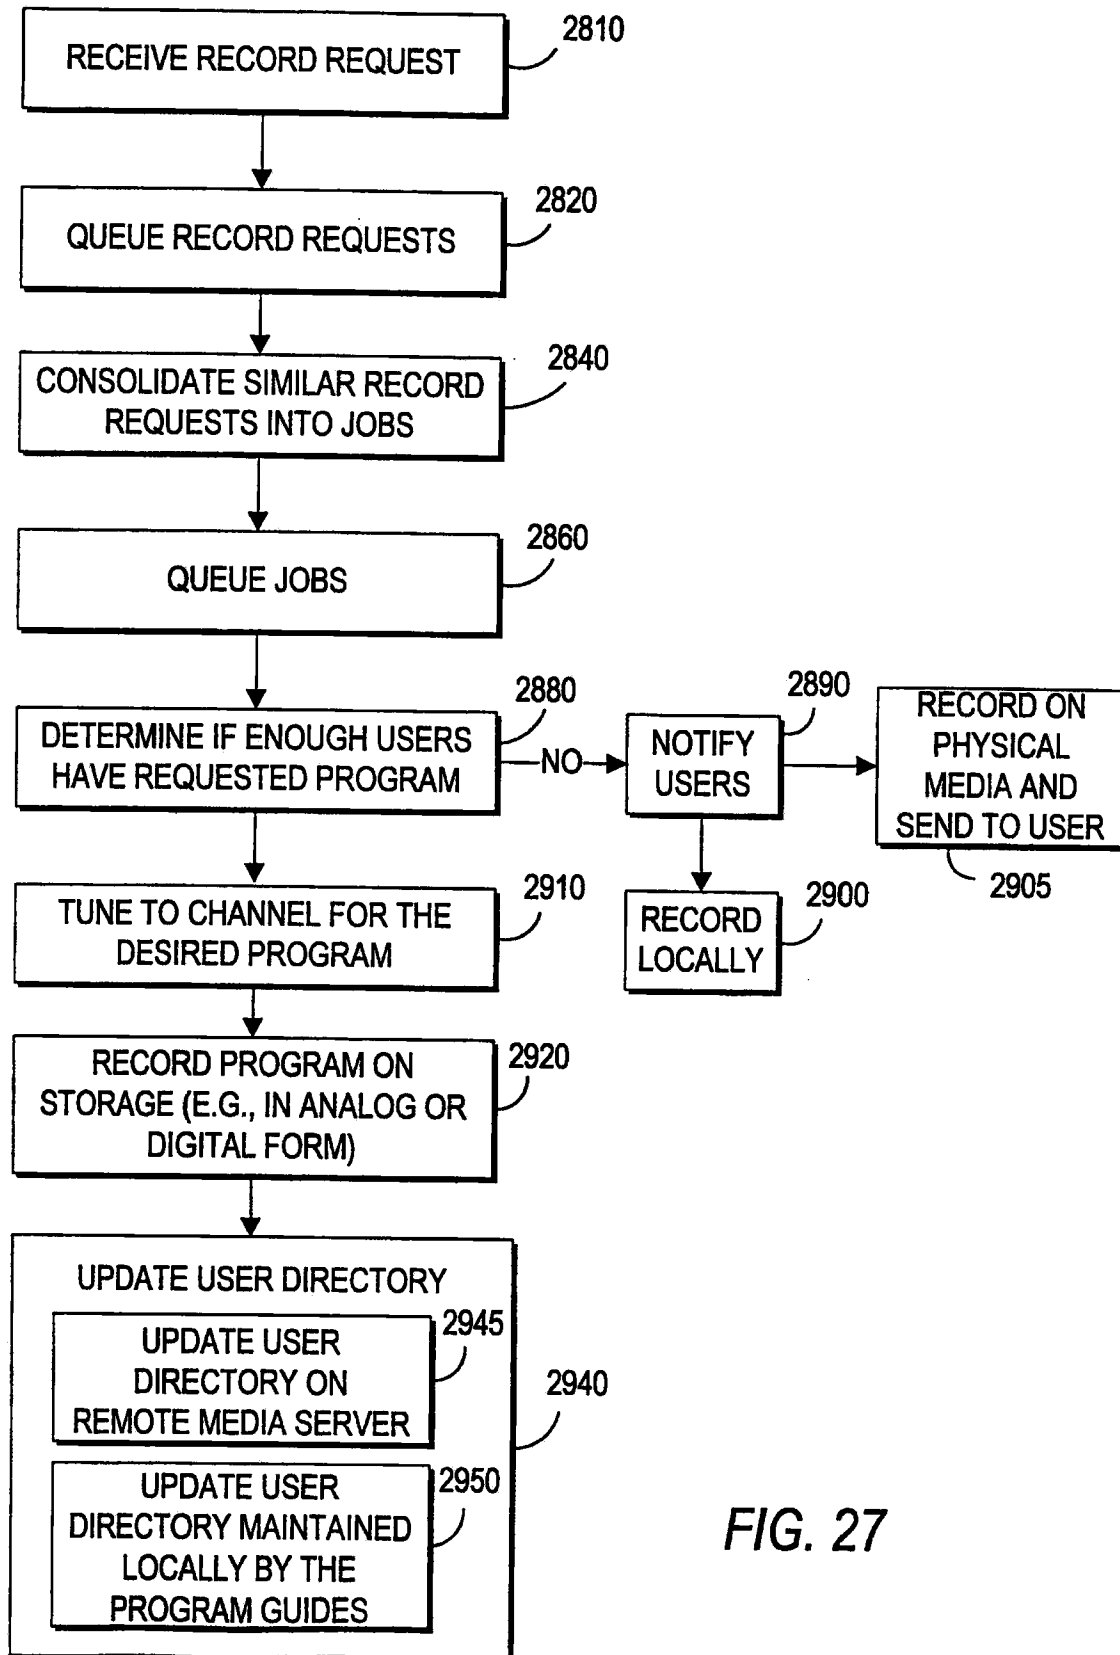 RECEIVE RECORD REQUEST
2810
QUEUE RECORD REQUESTS
2820
CONSOLIDATE SIMILAR RECORD
REQUESTS INTO JOBS
2840
QUEUE JOBS
2860
DETERMINE IF ENOUGH USERS
HAVE REQUESTED PROGRAM
2880
NO
NOTIFY
USERS
2890
RECORD ON
PHYSICAL
MEDIA AND
SEND TO USER
2905
RECORD
LOCALLY
2900
TUNE TO CHANNEL FOR THE
DESIRED PROGRAM
2910
RECORD PROGRAM ON
STORAGE (E.G., IN ANALOG OR
DIGITAL FORM)
2920
UPDATE USER DIRECTORY
2940
UPDATE USER
DIRECTORY ON
REMOTE MEDIA SERVER
2945
UPDATE USER
DIRECTORY MAINTAINED
LOCALLY BY THE
PROGRAM GUIDES
2950
FIG. 27